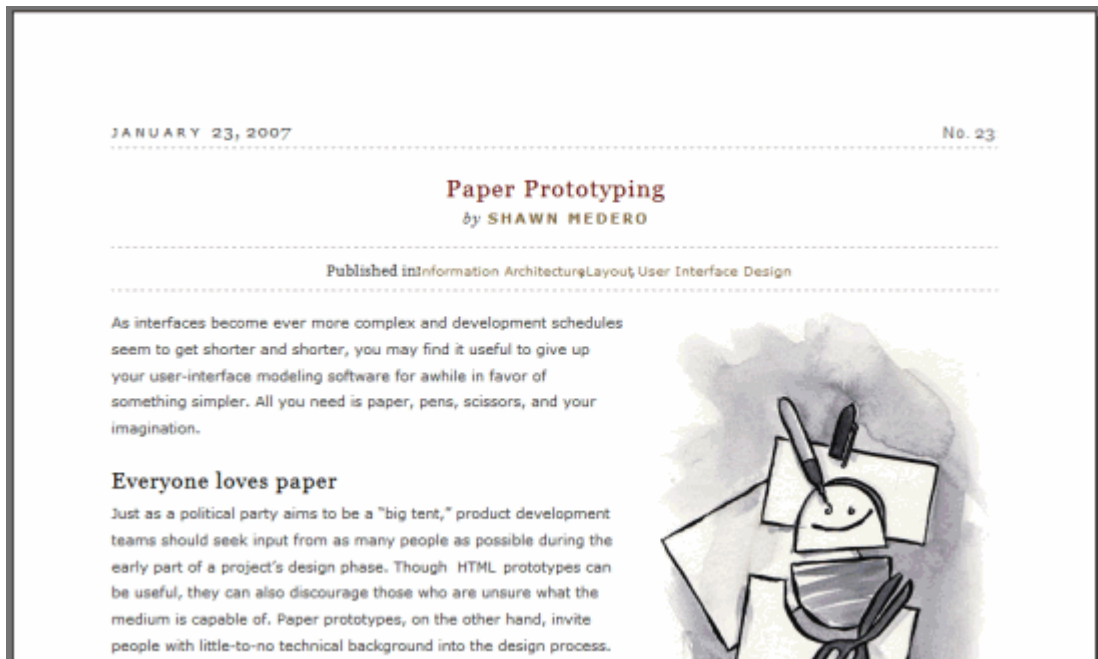 JANUARY 23, 2007
No. 23
Paper Prototyping
by SHAWN MEDERO
Published in Information Architecture, Layout, User Interface Design
As interfaces become ever more complex and development schedules
seem to get shorter and shorter, you may find it useful to give up
your user-interface modeling software for awhile in favor of
something simpler. All you need is paper, pens, scissors, and your
imagination.
Everyone loves paper
Just as a political party aims to be a “big tent,” product development
teams should seek input from as many people as possible during the
early part of a project’s design phase. Though HTML prototypes can
be useful, they can also discourage those who are unsure what the
medium is capable of. Paper prototypes, on the other hand, invite
people with little-to-no technical background into the design process.